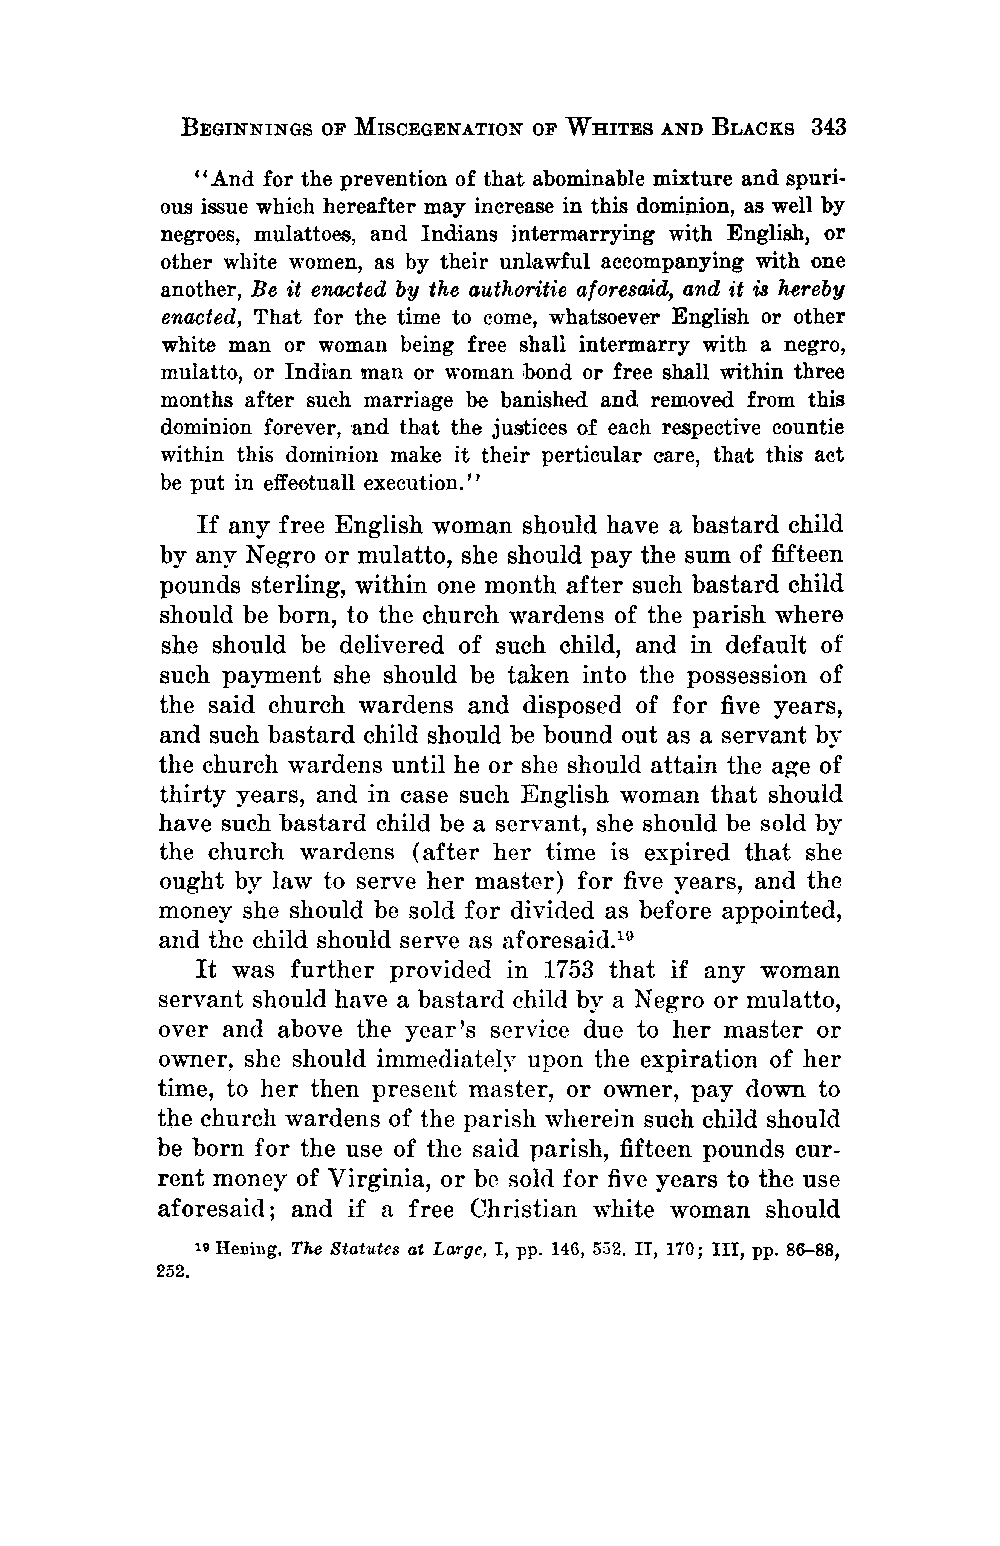 BEGINNINGS OF MISCEGENATION OF WHITES AND BLACKS 343
“And for the prevention of that abominable mixture and spuri-
ous issue which hereafter may increase in this dominion, as well by
negroes, mulattoes, and Indians intermarrying with English, or
other white women, as by their unlawful accompanying with one
another, Be it enacted by the authoritie aforesaid, and it is hereby
enacted, That for the time to come, whatsoever English or other
white man or woman being free shall intermarry with a negro,
mulatto, or Indian man or woman bond or free shall within three
months after such marriage be banished and removed from this
dominion forever, and that the justices of each respective countie
within this dominion make it their perticular care, that this act
be put in effectuall execution.”
If any free English woman should have a bastard child
by any Negro or mulatto, she should pay the sum of fifteen
pounds sterling, within one month after such bastard child
should be born, to the church wardens of the parish where
she should be delivered of such child, and in default of
such payment she should be taken into the possession of
the said church wardens and disposed of for five years,
and such bastard child should be bound out as a servant by
the church wardens until he or she should attain the age of
thirty years, and in case such English woman that should
have such bastard child be a servant, she should be sold by
the church wardens (after her time is expired that she
ought by law to serve her master) for five years, and the
money she should be sold for divided as before appointed,
and the child should serve as aforesaid.¹⁹
It was further provided in 1753 that if any woman
servant should have a bastard child by a Negro or mulatto,
over and above the year's service due to her master or
owner, she should immediately upon the expiration of her
time, to her then present master, or owner, pay down to
the church wardens of the parish wherein such child should
be born for the use of the said parish, fifteen pounds cur-
rent money of Virginia, or be sold for five years to the use
aforesaid; and if a free Christian white woman should
¹⁹ Hening, The Statutes at Large, I, pp. 146, 552. II, 170; III, pp. 86–88,
252.